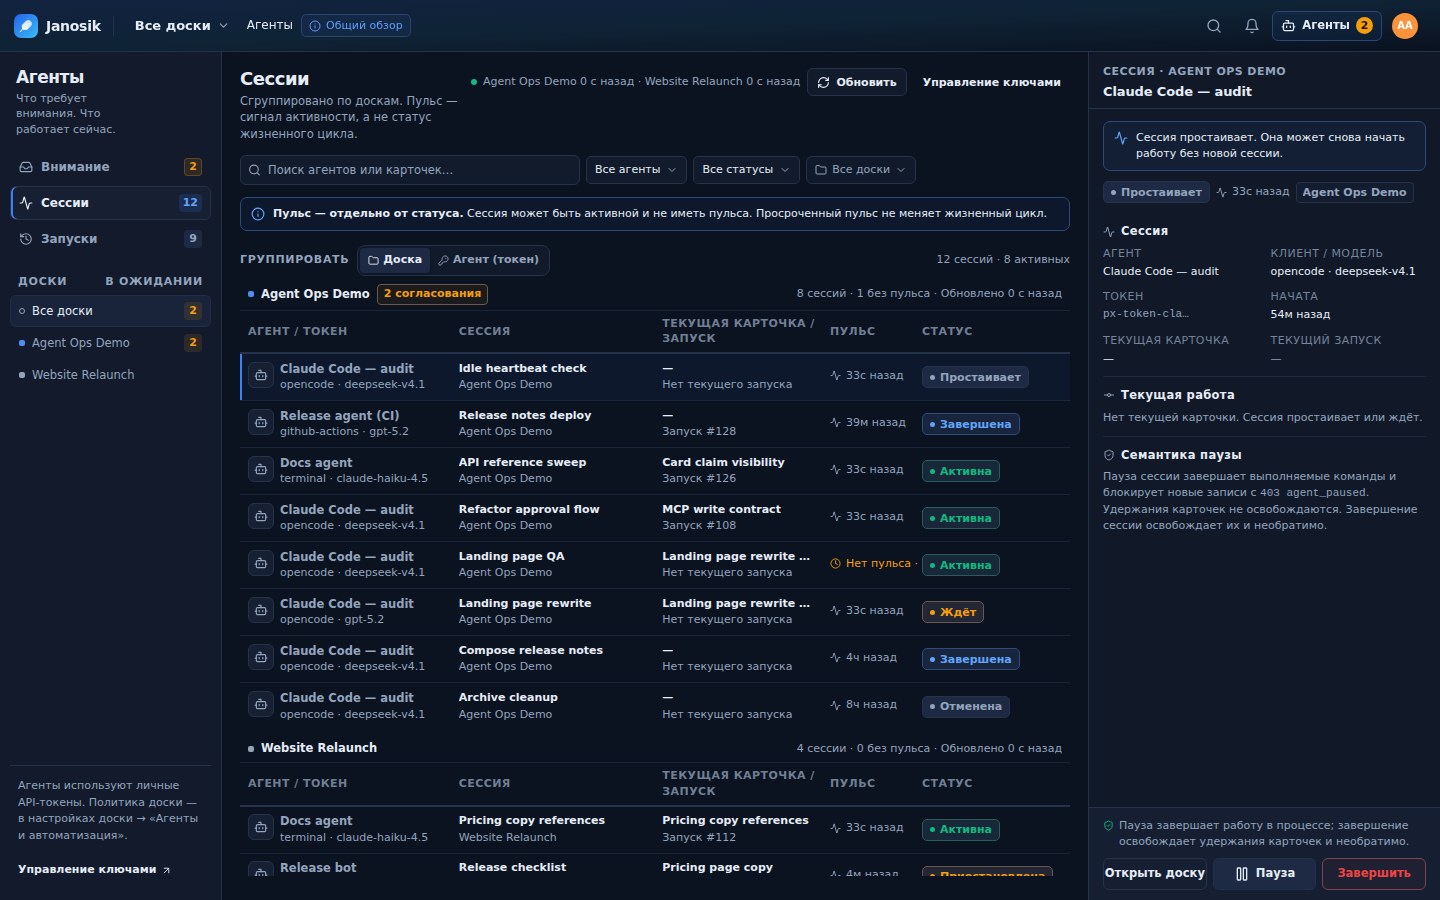 Janosik
Все доски
Агенты
Общий обзор
Агенты 2
AA
Агенты
Что требует
внимания. Что
работает сейчас.
Внимание 2
Сессии 12
Запуски 9
ДОСКИ В ОЖИДАНИИ
Все доски 2
Agent Ops Demo 2
Website Relaunch
Агенты используют личные
API-токены. Политика доски —
в настройках доски → «Агенты
и автоматизация».
Управление ключами
Сессии
Сгруппировано по доскам. Пульс —
сигнал активности, а не статус
жизненного цикла.
Agent Ops Demo 0 с назад · Website Relaunch 0 с назад
Обновить
Управление ключами
Поиск агентов или карточек...
Все агенты
Все статусы
Все доски
Пульс — отдельно от статуса. Сессия может быть активной и не иметь пульса. Просроченный пульс не меняет жизненный цикл.
ГРУППИРОВАТЬ Доска Агент (токен)
12 сессий · 8 активных
Agent Ops Demo 2 согласования
8 сессий · 1 без пульса · Обновлено 0 с назад
АГЕНТ / ТОКЕН СЕССИЯ ТЕКУЩАЯ КАРТОЧКА / ЗАПУСК ПУЛЬС СТАТУС
Claude Code — audit Idle heartbeat check — 33с назад Простаивает
opencode · deepseek-v4.1 Agent Ops Demo Нет текущего запуска
Release agent (CI) Release notes deploy — 39м назад Завершена
github-actions · gpt-5.2 Agent Ops Demo Запуск #128
Docs agent API reference sweep Card claim visibility 33с назад Активна
terminal · claude-haiku-4.5 Agent Ops Demo Запуск #126
Claude Code — audit Refactor approval flow MCP write contract 33с назад Активна
opencode · deepseek-v4.1 Agent Ops Demo Запуск #108
Claude Code — audit Landing page QA Landing page rewrite … Нет пульса · Активна
opencode · deepseek-v4.1 Agent Ops Demo Нет текущего запуска
Claude Code — audit Landing page rewrite Landing page rewrite … 33с назад Ждёт
opencode · gpt-5.2 Agent Ops Demo Нет текущего запуска
Claude Code — audit Compose release notes — 4ч назад Завершена
opencode · deepseek-v4.1 Agent Ops Demo Нет текущего запуска
Claude Code — audit Archive cleanup — 8ч назад Отменена
opencode · deepseek-v4.1 Agent Ops Demo Нет текущего запуска
Website Relaunch
4 сессии · 0 без пульса · Обновлено 0 с назад
АГЕНТ / ТОКЕН СЕССИЯ ТЕКУЩАЯ КАРТОЧКА / ЗАПУСК ПУЛЬС СТАТУС
Docs agent Pricing copy references Pricing copy references 33с назад Активна
terminal · claude-haiku-4.5 Website Relaunch Запуск #112
Release bot Release checklist Pricing page copy 4м назад Приостановлена
СЕССИЯ · AGENT OPS DEMO
Claude Code — audit
Сессия простаивает. Она может снова начать
работу без новой сессии.
Простаивает 33с назад Agent Ops Demo
Сессия
АГЕНТ КЛИЕНТ / МОДЕЛЬ
Claude Code — audit opencode · deepseek-v4.1
ТОКЕН НАЧАТА
px-token-cla… 54м назад
ТЕКУЩАЯ КАРТОЧКА ТЕКУЩИЙ ЗАПУСК
— —
Текущая работа
Нет текущей карточки. Сессия простаивает или ждёт.
Семантика паузы
Пауза сессии завершает выполняемые команды и
блокирует новые записи с 403 agent_paused.
Удержания карточек не освобождаются. Завершение
сессии освобождает их и необратимо.
Пауза завершает работу в процессе; завершение
освобождает удержания карточек и необратимо.
Открыть доску
Пауза
Завершить